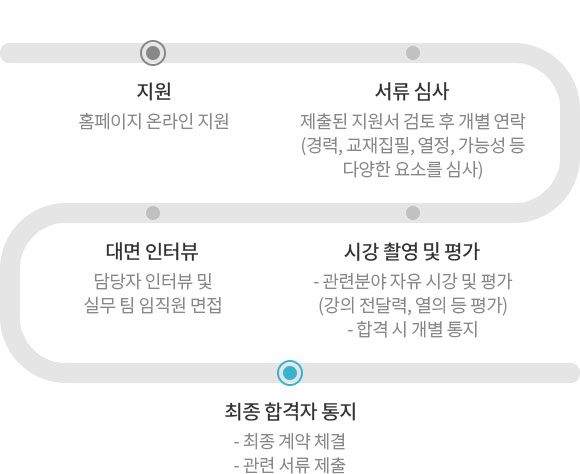 지원
홈페이지 온라인 지원
서류 심사
제출된 지원서 검토 후 개별 연락
(경력, 교재집필, 열정, 가능성 등
다양한 요소를 심사)
시강 촬영 및 평가
- 관련분야 자유 시강 및 평가
(강의 전달력, 열의 등 평가)
- 합격 시 개별 통지
대면 인터뷰
담당자 인터뷰 및
실무 팀 임직원 면접
최종 합격자 통지
- 최종 계약 체결
- 관련 서류 제출